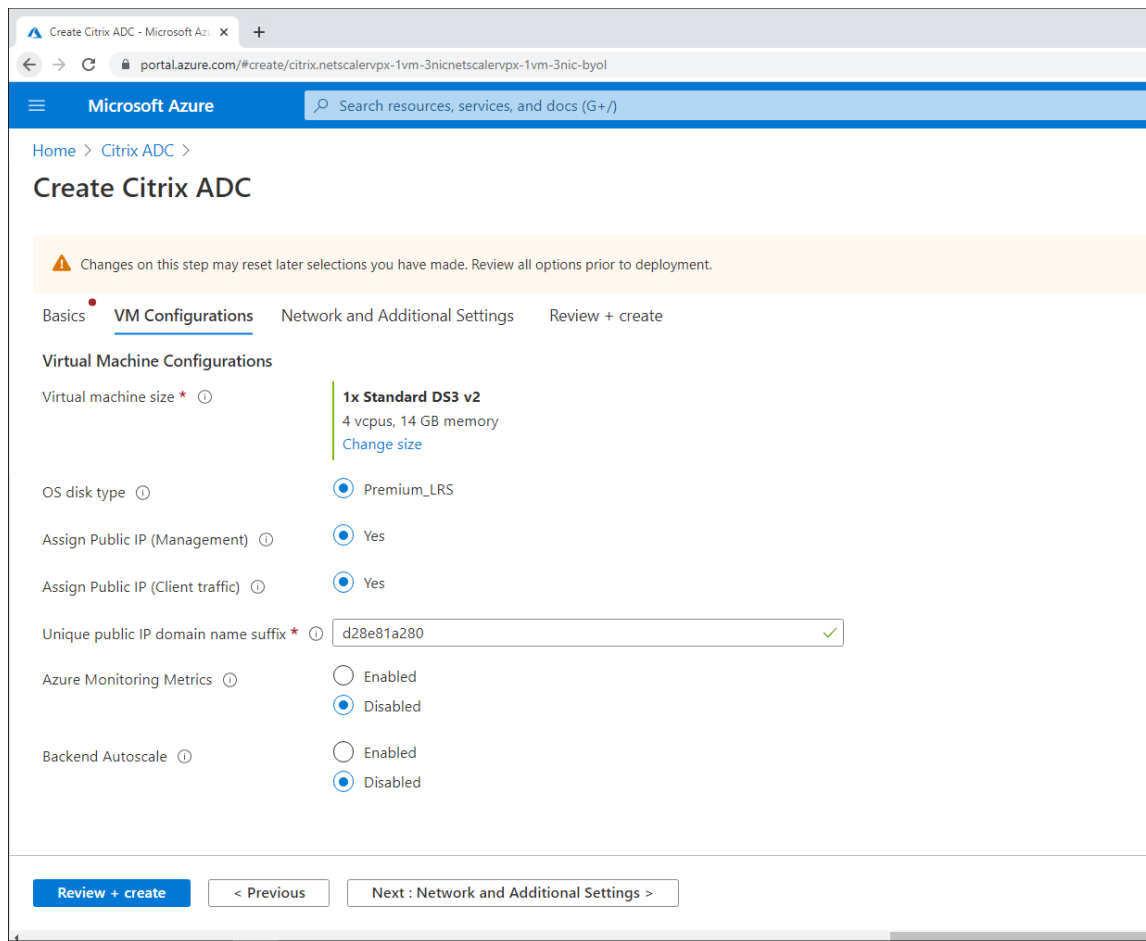 Create Citrix ADC - Microsoft Azu
portal.azure.com/#create/citrix.netscalervpx-1vm-3nicnetscalervpx-1vm-3nic-byol
Microsoft Azure
Search resources, services, and docs (G+/)
Home > Citrix ADC >
Create Citrix ADC
Changes on this step may reset later selections you have made. Review all options prior to deployment.
Basics VM Configurations Network and Additional Settings Review + create
Virtual Machine Configurations
Virtual machine size * 1x Standard DS3 v2
4 vcpus, 14 GB memory
Change size
OS disk type Premium_LRS
Assign Public IP (Management) Yes
Assign Public IP (Client traffic) Yes
Unique public IP domain name suffix * d28e81a280
Azure Monitoring Metrics Enabled
Disabled
Backend Autoscale Enabled
Disabled
Review + create < Previous Next : Network and Additional Settings >